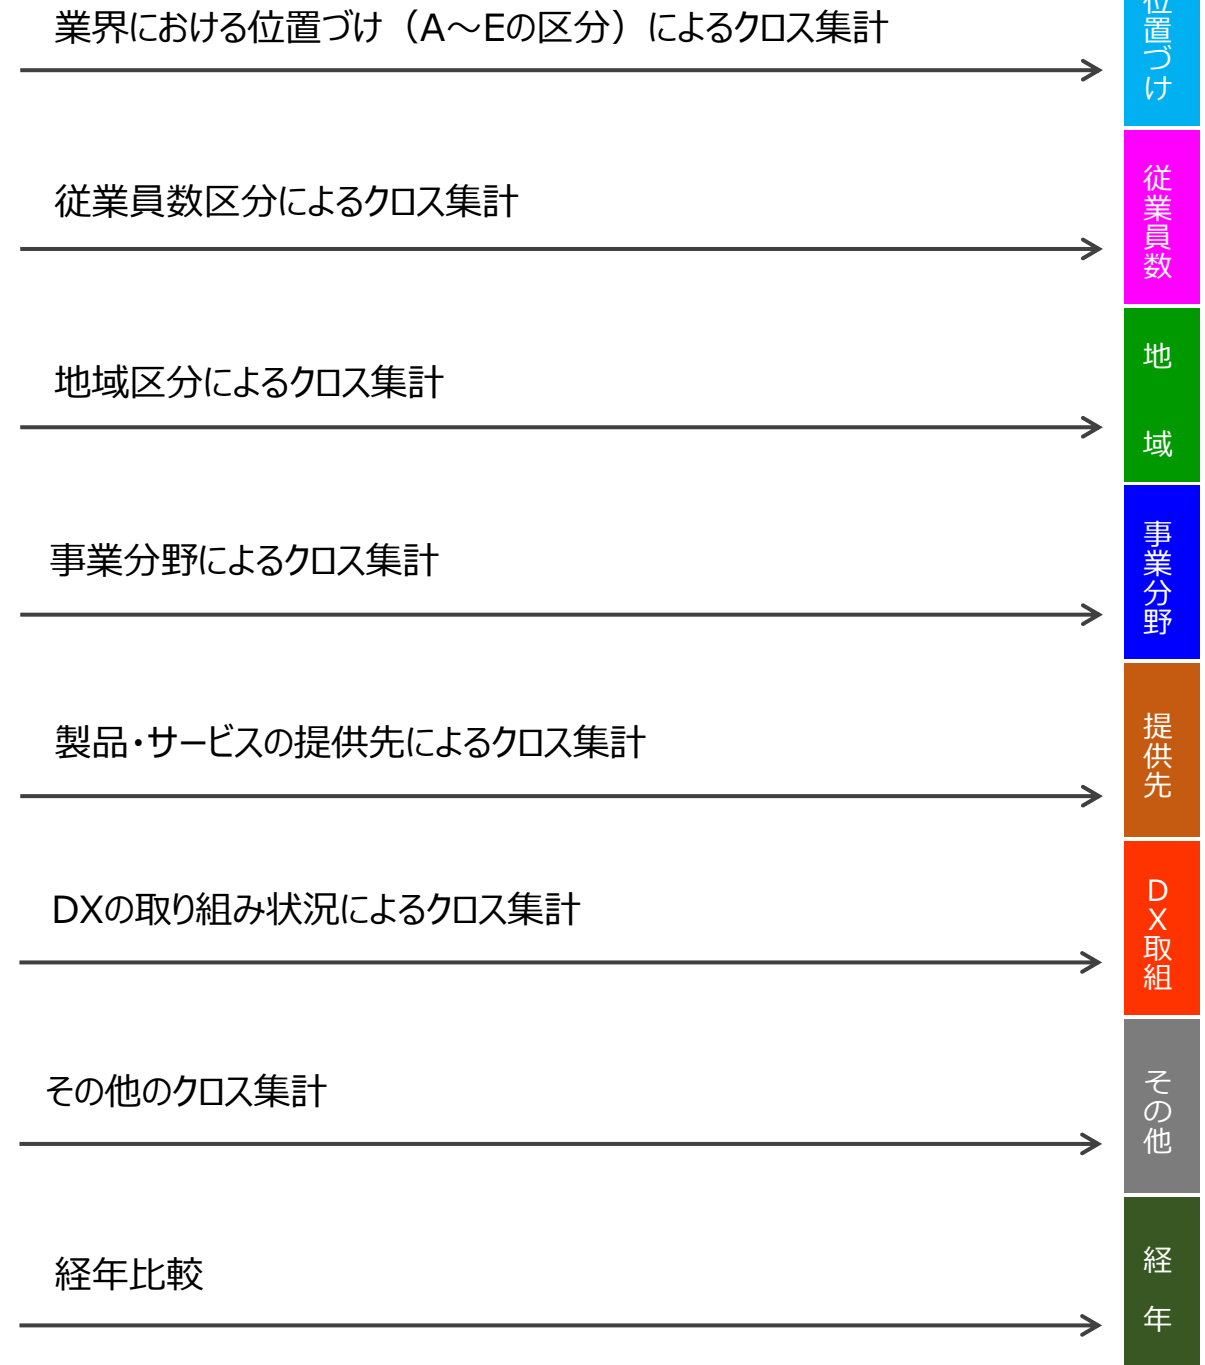 業界における位置づけ（A～Eの区分）によるクロス集計
位置づけ
従業員数区分によるクロス集計
従業員数
地域区分によるクロス集計
地域
事業分野によるクロス集計
事業分野
製品・サービスの提供先によるクロス集計
提供先
DXの取り組み状況によるクロス集計
DX取組
その他のクロス集計
その他
経年比較
経年